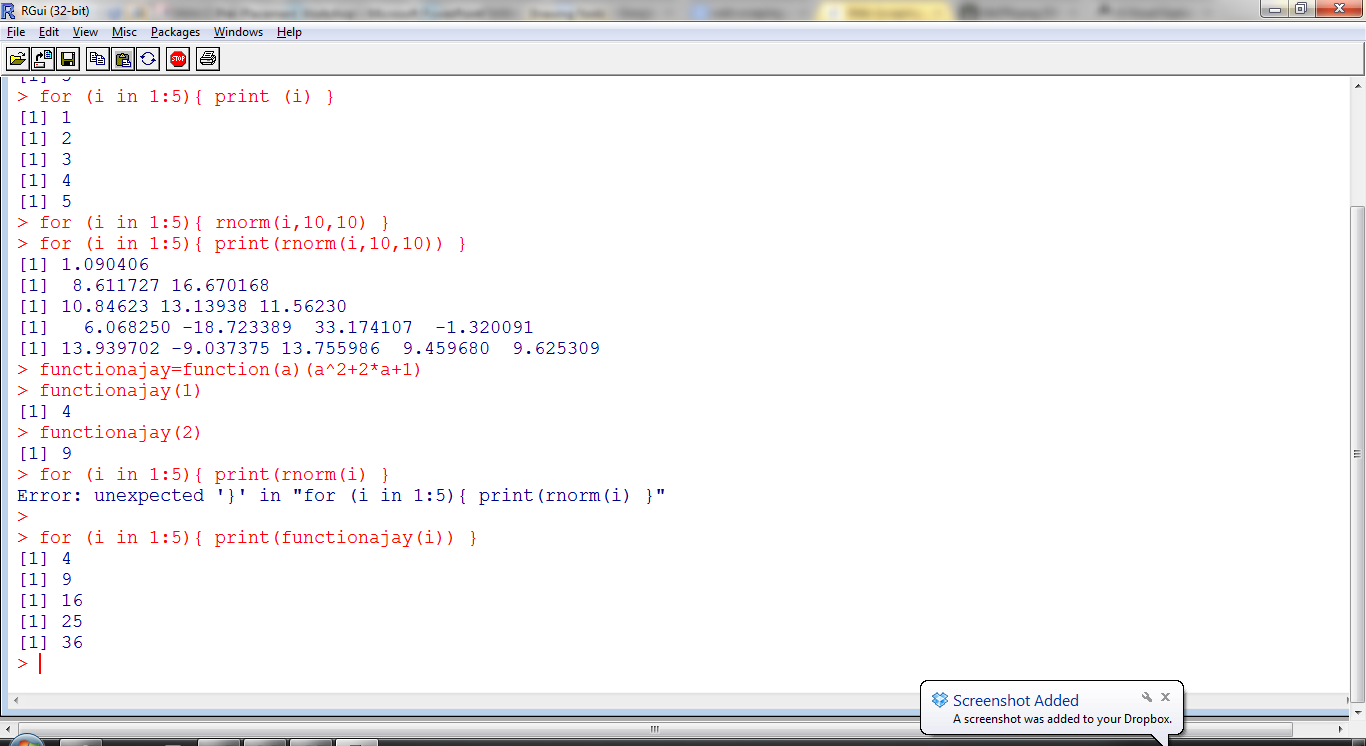 RGui (32-bit)
File Edit View Misc Packages Windows Help
STOP
> for (i in 1:5){ print (i) }
[1] 1
[1] 2
[1] 3
[1] 4
[1] 5
> for (i in 1:5){ rnorm(i,10,10) }
> for (i in 1:5){ print(rnorm(i,10,10)) }
[1] 1.090406
[1]  8.611727 16.670168
[1] 10.84623 13.13938 11.56230
[1]   6.068250 -18.723389  33.174107  -1.320091
[1] 13.939702 -9.037375 13.755986  9.459680  9.625309
> functionajay=function(a)(a^2+2*a+1)
> functionajay(1)
[1] 4
> functionajay(2)
[1] 9
> for (i in 1:5){ print(rnorm(i) }
Error: unexpected '}' in "for (i in 1:5){ print(rnorm(i) }"
>
> for (i in 1:5){ print(functionajay(i)) }
[1] 4
[1] 9
[1] 16
[1] 25
[1] 36
>
Screenshot Added
A screenshot was added to your Dropbox.